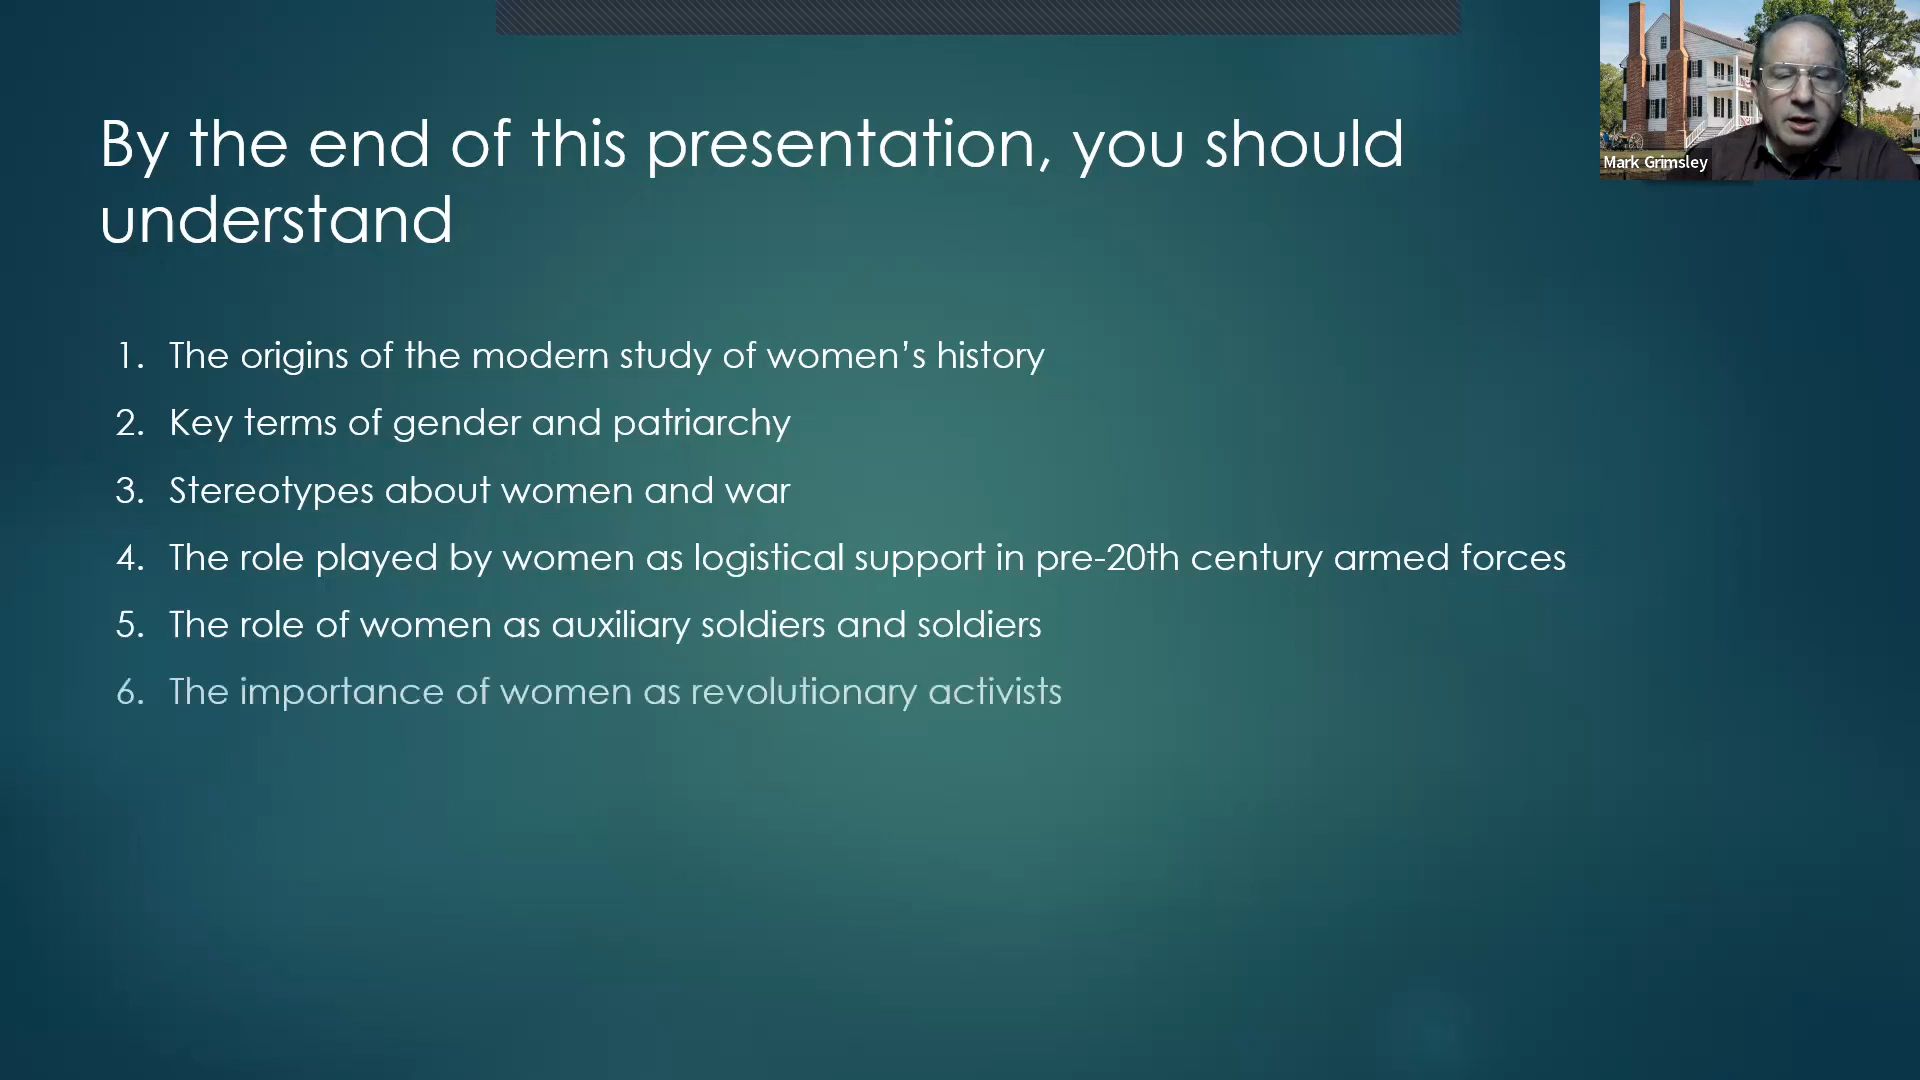 By the end of this presentation, you should
understand
1. The origins of the modern study of women’s history
2. Key terms of gender and patriarchy
3. Stereotypes about women and war
4. The role played by women as logistical support in pre-20th century armed forces
5. The role of women as auxiliary soldiers and soldiers
6. The importance of women as revolutionary activists
Mark Grimsley